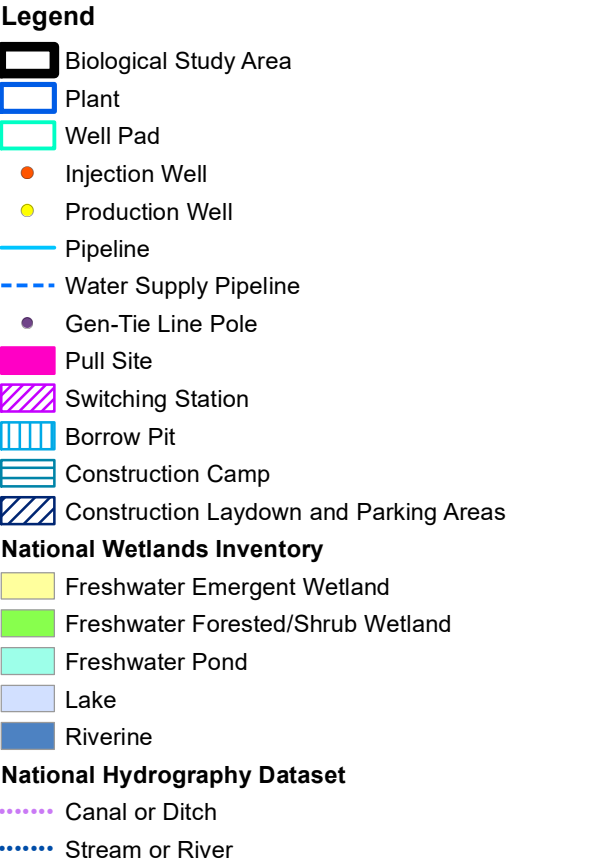 Legend
Biological Study Area
Plant
Well Pad
Injection Well
Production Well
Pipeline
Water Supply Pipeline
Gen-Tie Line Pole
Pull Site
Switching Station
Borrow Pit
Construction Camp
Construction Laydown and Parking Areas
National Wetlands Inventory
Freshwater Emergent Wetland
Freshwater Forested/Shrub Wetland
Freshwater Pond
Lake
Riverine
National Hydrography Dataset
Canal or Ditch
Stream or River